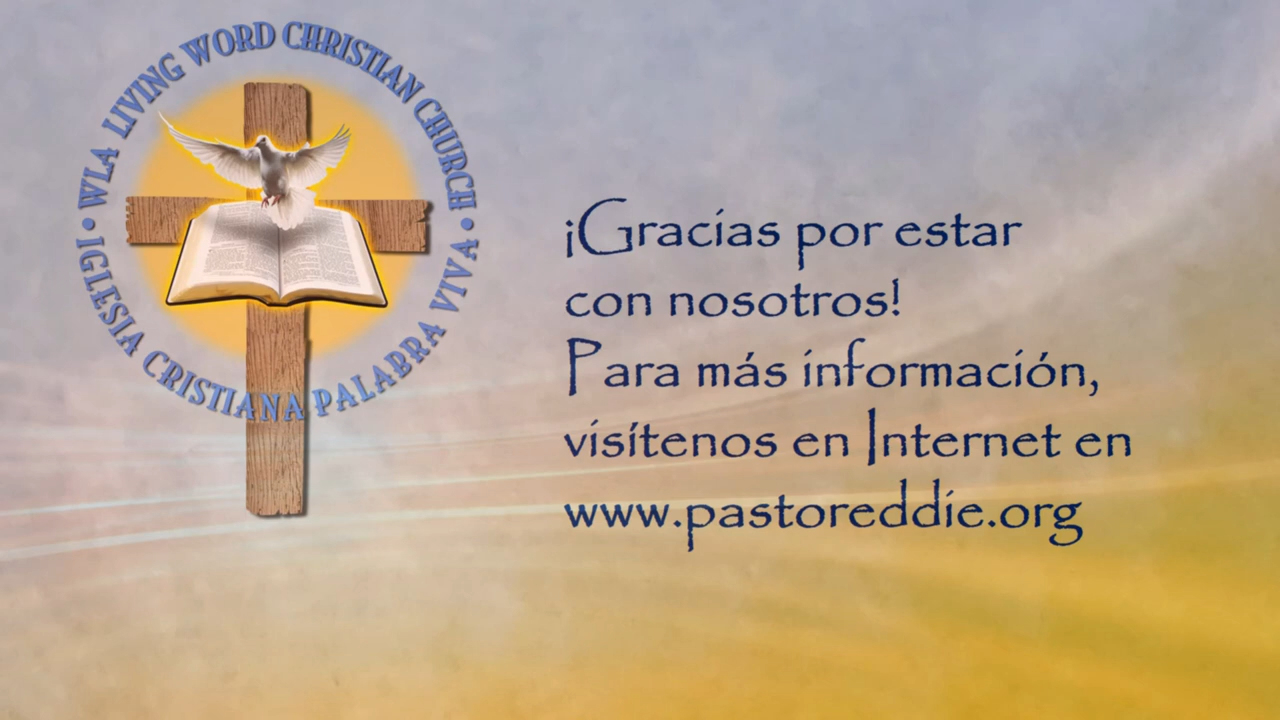 • WLA LIVING WORD CHRISTIAN CHURCH •
IGLESIA CRISTIANA PALABRA VIVA
¡Gracias por estar
con nosotros!
Para más información,
visítenos en Internet en
www.pastoreddie.org